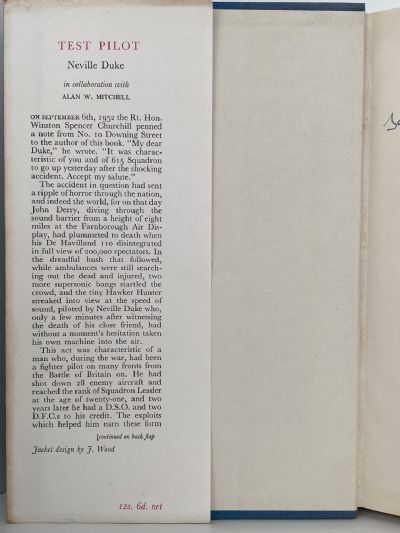 TEST PILOT
Neville Duke
in collaboration with
ALAN W. MITCHELL
ON SEPTEMBER 6th, 1952 the Rt. Hon.
Winston Spencer Churchill penned
a note from No. 10 Downing Street
to the author of this book. “My dear
Duke,” he wrote. “It was charac-
teristic of you and of 615 Squadron
to go up yesterday after the shocking
accident. Accept my salute.”
The accident in question had sent
a ripple of horror through the nation,
and indeed the world, for on that day
John Derry, diving through the
sound barrier from a height of eight
miles at the Farnborough Air Dis-
play, had plummeted to death when
his De Havilland 110 disintegrated
in full view of 200,000 spectators. In
the dreadful hush that followed,
while ambulances were still search-
ing out the dead and injured, two
more supersonic bangs startled the
crowd, and the tiny Hawker Hunter
streaked into view at the speed of
sound, piloted by Neville Duke who,
only a few minutes after witnessing
the death of his close friend, had
without a moment's hesitation taken
his own machine into the air.
This act was characteristic of a
man who, during the war, had been
a fighter pilot on many fronts from
the Battle of Britain on. He had
shot down 28 enemy aircraft and
reached the rank of Squadron Leader
at the age of twenty-one, and two
years later he had a D.S.O. and two
D.F.C.s to his credit. The exploits
which helped him earn these form
[continued on back flap
Jacket design by J. Wood
12s. 6d. net